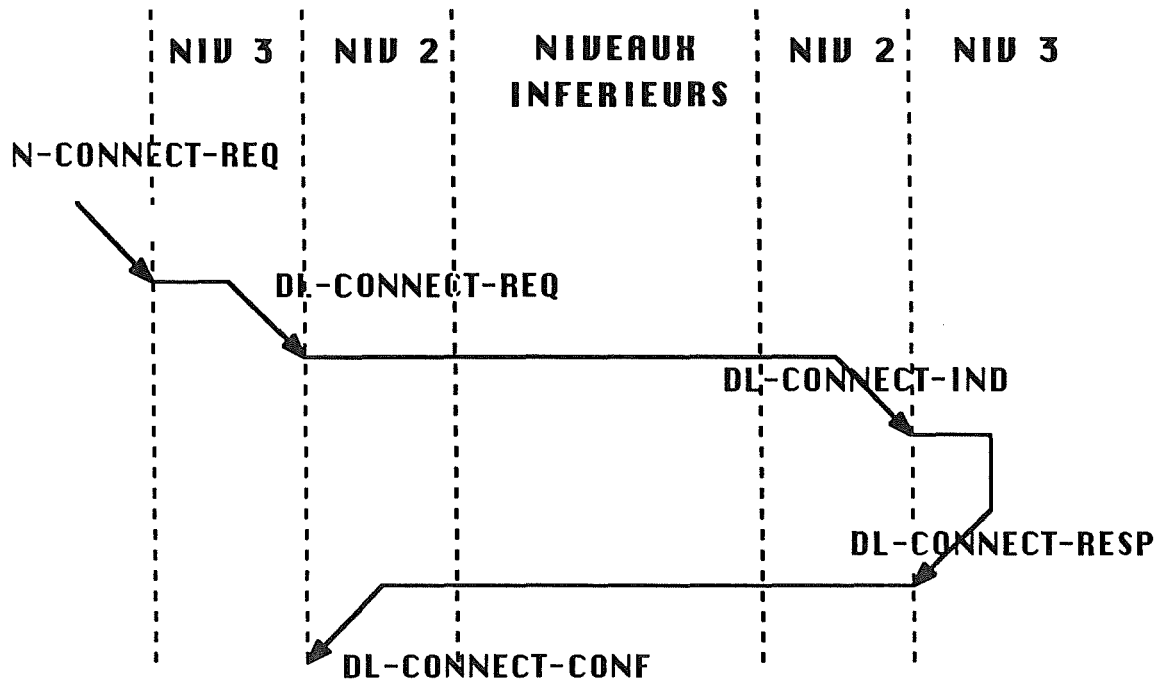 NIV 3
NIV 2
NIVEAUX
INFERIEURS
NIV 2
NIV 3
N-CONNECT-REQ
DL-CONNECT-REQ
DL-CONNECT-IND
DL-CONNECT-RESP
DL-CONNECT-CONF